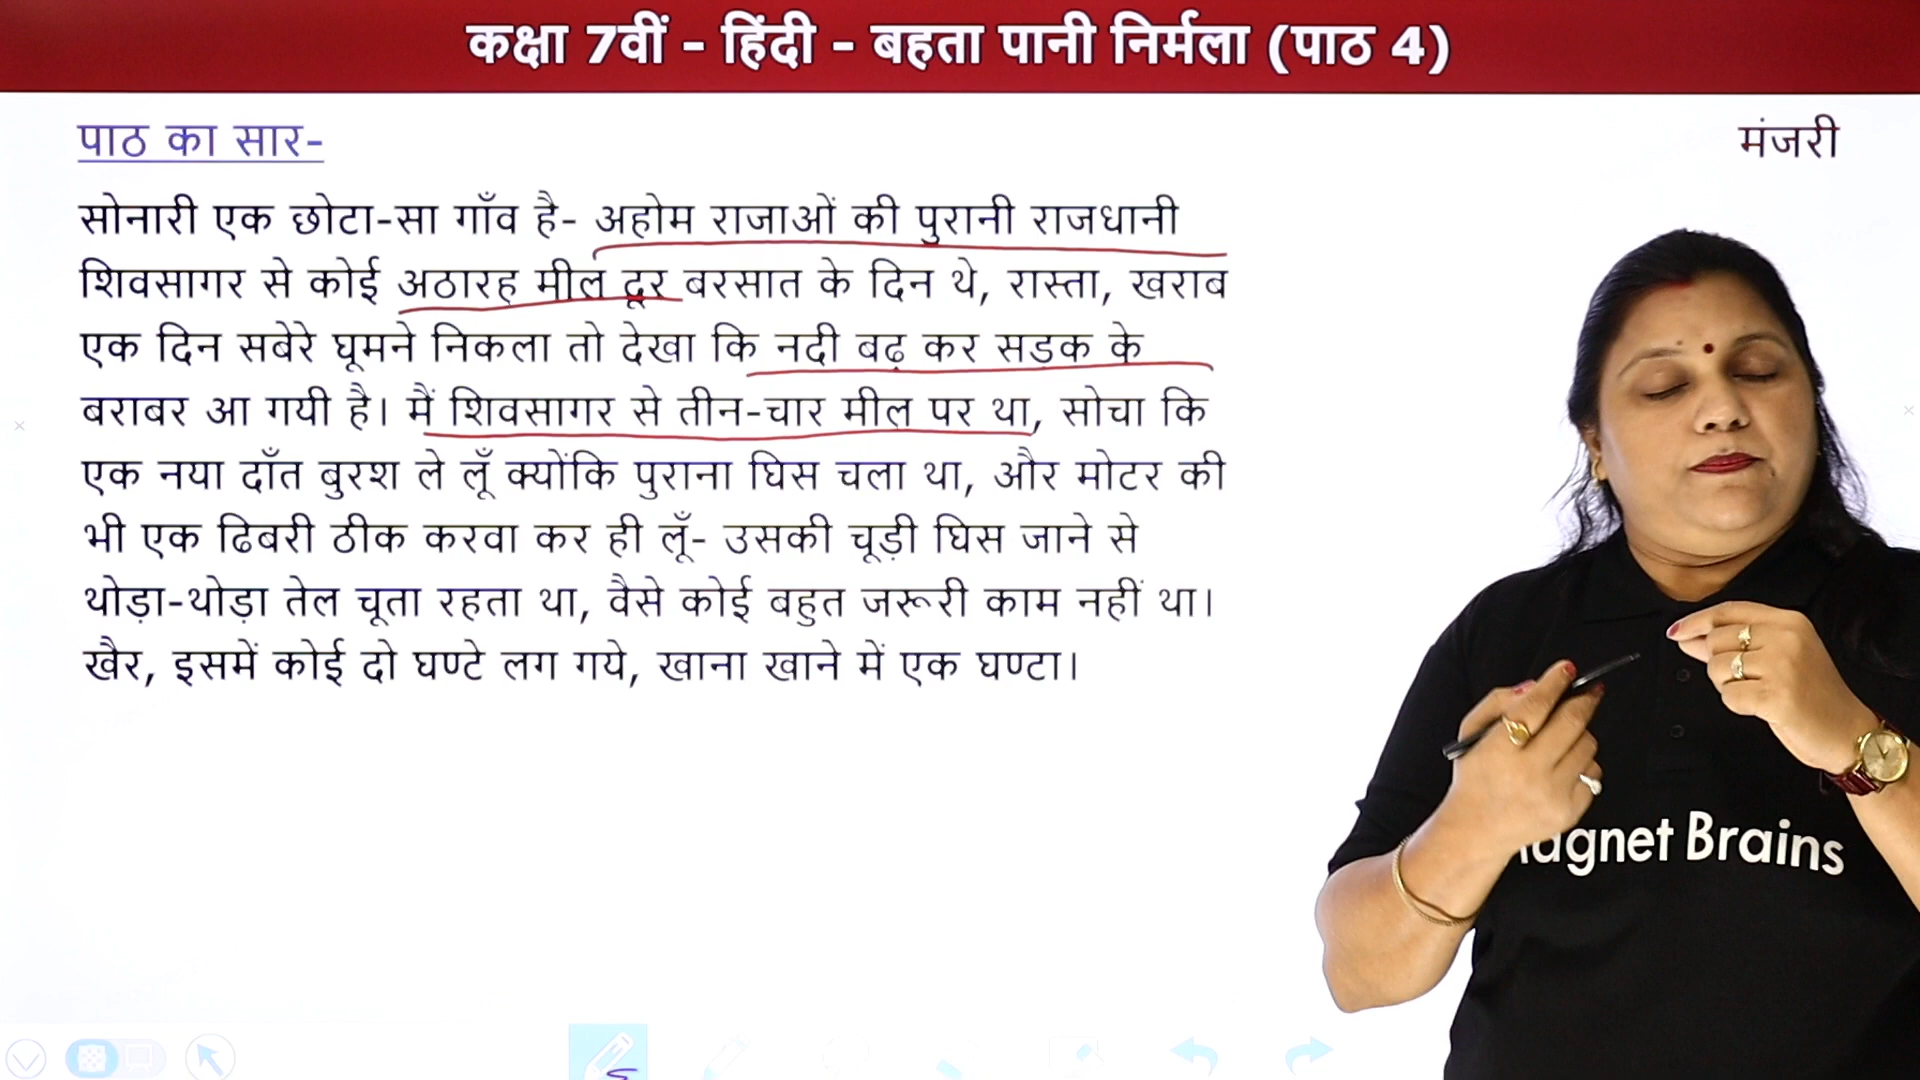 कक्षा 7वीं - हिंदी - बहता पानी निर्मला (पाठ 4)
पाठ का सार-
मंजरी
सोनारी एक छोटा-सा गाँव है- अहोम राजाओं की पुरानी राजधानी
शिवसागर से कोई अठारह मील दूर बरसात के दिन थे, रास्ता, खराब
एक दिन सबेरे घूमने निकला तो देखा कि नदी बढ़ कर सड़क के
बराबर आ गयी है। मैं शिवसागर से तीन-चार मील पर था, सोचा कि
एक नया दाँत बुरश ले लूँ क्योंकि पुराना घिस चला था, और मोटर की
भी एक ढिबरी ठीक करवा कर ही लूँ- उसकी चूड़ी घिस जाने से
थोड़ा-थोड़ा तेल चूता रहता था, वैसे कोई बहुत जरूरी काम नहीं था।
खैर, इसमें कोई दो घण्टे लग गये, खाना खाने में एक घण्टा।
Brains